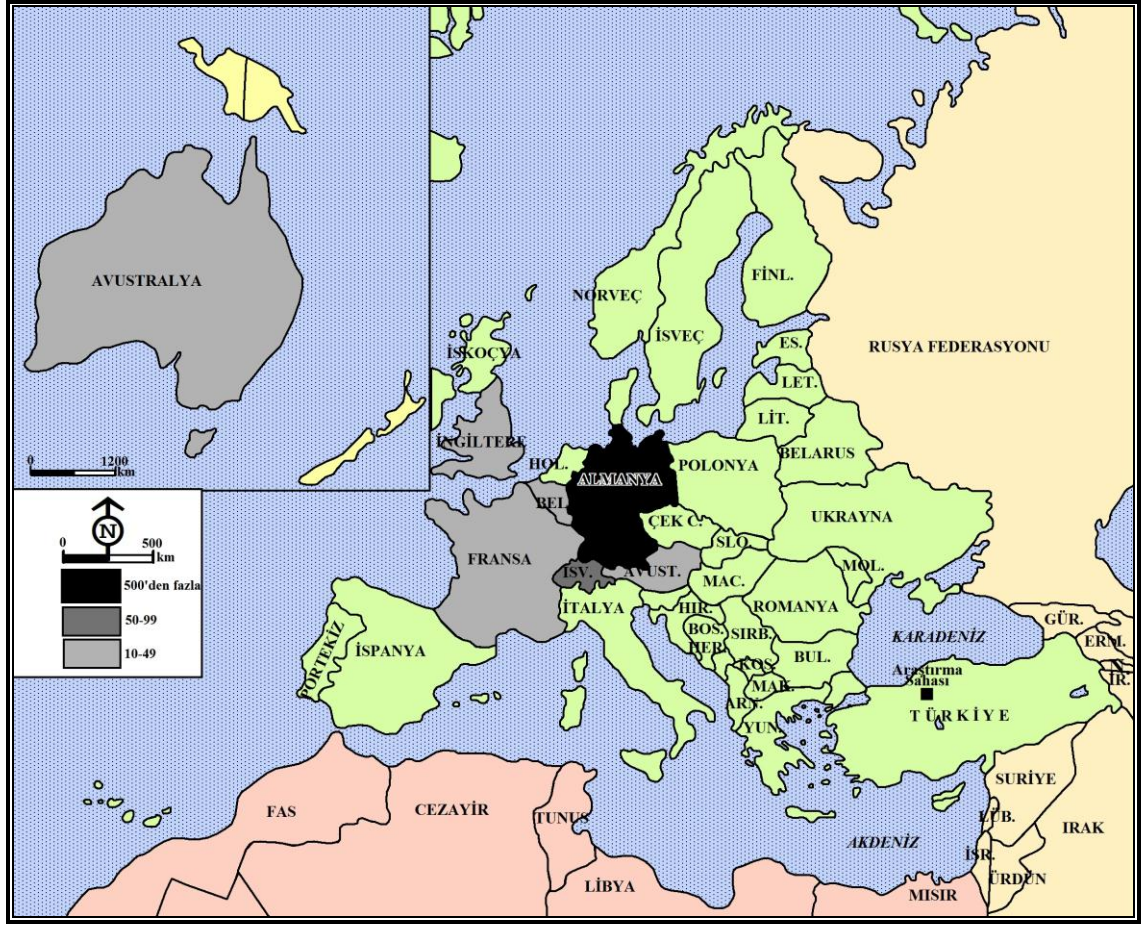 AVUSTRALYA
0 1200
km
N
0 500
km
500'den fazla
50-99
10-49
NORVEÇ
İSVEÇ
FİNL.
RUSYA FEDERASYONU
İSKOÇYA
ES.
LET.
LİT.
İNGİLTERE
HOL.
ALMANYA
POLONYA
BELARUS
BEL.
ÇEK C.
UKRAYNA
FRANSA
SLO.
İSV.
AVUST.
MAC.
MOL.
İTALYA
HIR.
ROMANYA
BOS.
HER.
SIRB.
BUL.
KOS.
MAK.
ARN.
YUN.
PORTEKİZ
İSPANYA
KARADENİZ
GÜR.
ERM.
N.
İR.
Araştırma
Sahası
TÜRKİYE
FAS
CEZAYİR
TUNUS
LİBYA
AKDENİZ
SURİYE
LÜB.
IRAK
İSR.
ÜRDÜN
MISIR